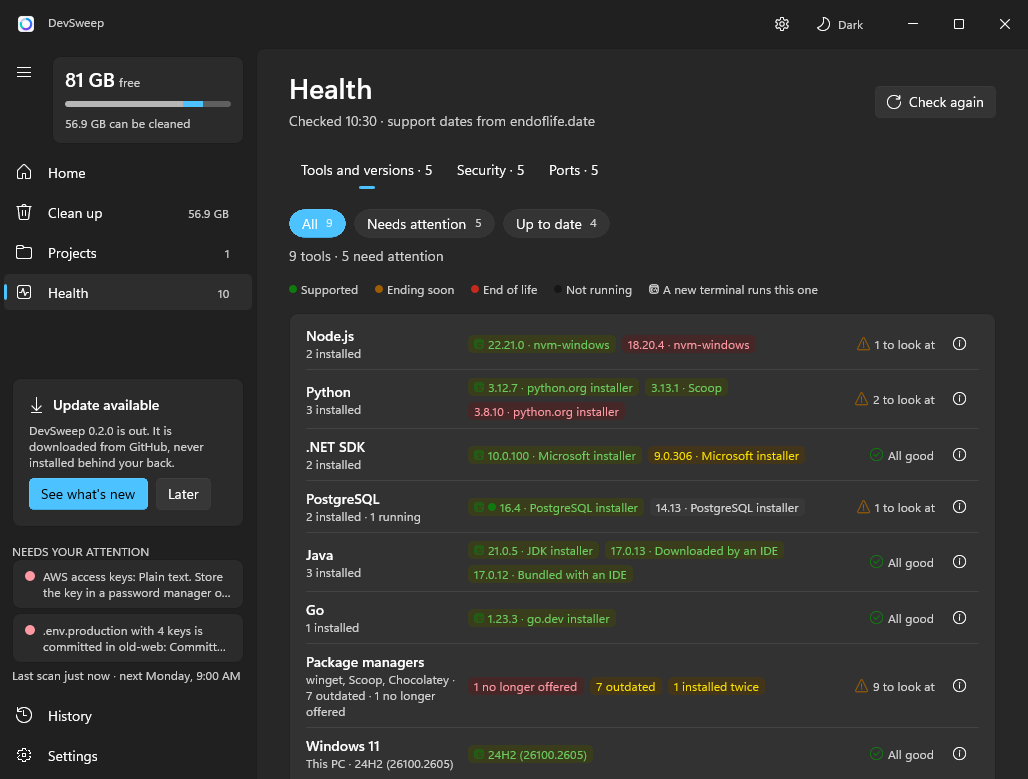 DevSweep
Dark
81 GB free
56.9 GB can be cleaned
Home
Clean up 56.9 GB
Projects 1
Health 10
Update available
DevSweep 0.2.0 is out. It is
downloaded from GitHub, never
installed behind your back.
See what's new Later
NEEDS YOUR ATTENTION
AWS access keys: Plain text. Store
the key in a password manager o...
.env.production with 4 keys is
committed in old-web: Committ...
Last scan just now · next Monday, 9:00 AM
History
Settings
Health
Checked 10:30 · support dates from endoflife.date
Check again
Tools and versions · 5 Security · 5 Ports · 5
All 9 Needs attention 5 Up to date 4
9 tools · 5 need attention
Supported Ending soon End of life Not running A new terminal runs this one
Node.js
2 installed
22.21.0 · nvm-windows 18.20.4 · nvm-windows
1 to look at
Python
3 installed
3.12.7 · python.org installer 3.13.1 · Scoop
3.8.10 · python.org installer
2 to look at
.NET SDK
2 installed
10.0.100 · Microsoft installer 9.0.306 · Microsoft installer
All good
PostgreSQL
2 installed · 1 running
16.4 · PostgreSQL installer 14.13 · PostgreSQL installer
1 to look at
Java
3 installed
21.0.5 · JDK installer 17.0.13 · Downloaded by an IDE
17.0.12 · Bundled with an IDE
All good
Go
1 installed
1.23.3 · go.dev installer
All good
Package managers
winget, Scoop, Chocolatey ·
7 outdated · 1 no longer
offered
1 no longer offered 7 outdated 1 installed twice
9 to look at
Windows 11
This PC · 24H2 (26100.2605)
24H2 (26100.2605)
All good